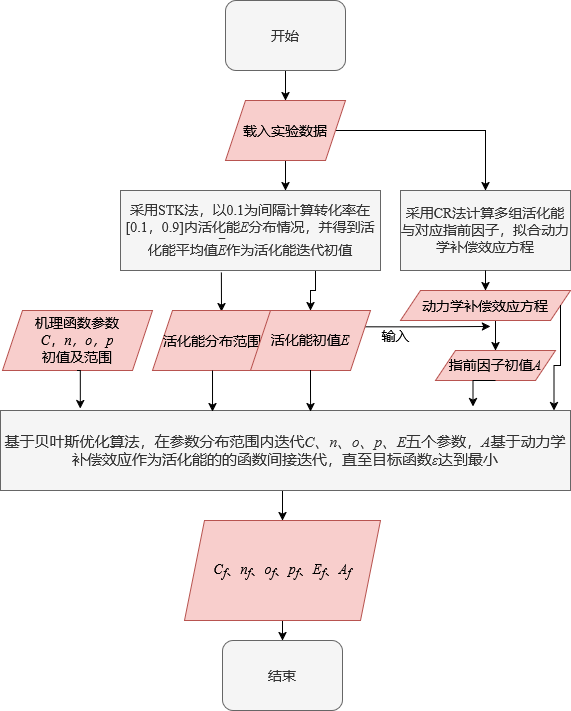 开始
载入实验数据
采用STK法，以0.1为间隔计算转化率在
[0.1，0.9]内活化能E分布情况，并得到活
化能平均值E̅作为活化能迭代初值
采用CR法计算多组活化能
与对应指前因子，拟合动力
学补偿效应方程
机理函数参数
C，n，o，p
初值及范围
活化能分布范围
活化能初值E
输入
动力学补偿效应方程
指前因子初值A
基于贝叶斯优化算法，在参数分布范围内迭代C、n、o、p、E五个参数，A基于动力学
补偿效应作为活化能的的函数间接迭代，直至目标函数ε达到最小
Cf、nf、of、pf、Ef、Af
结束